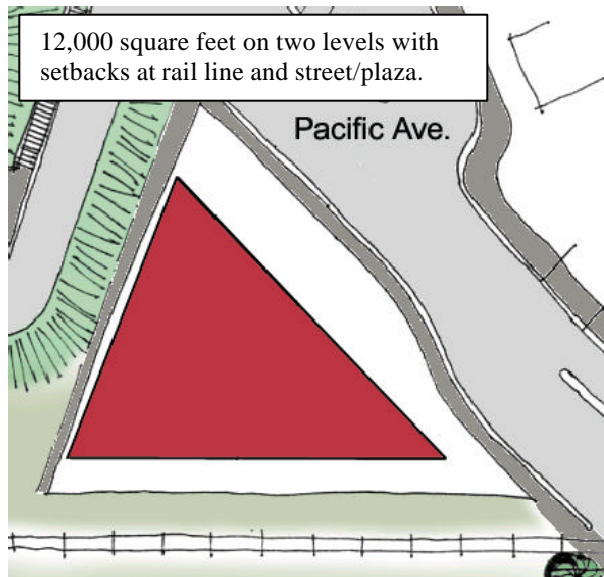 12,000 square feet on two levels with
setbacks at rail line and street/plaza.
Pacific Ave.